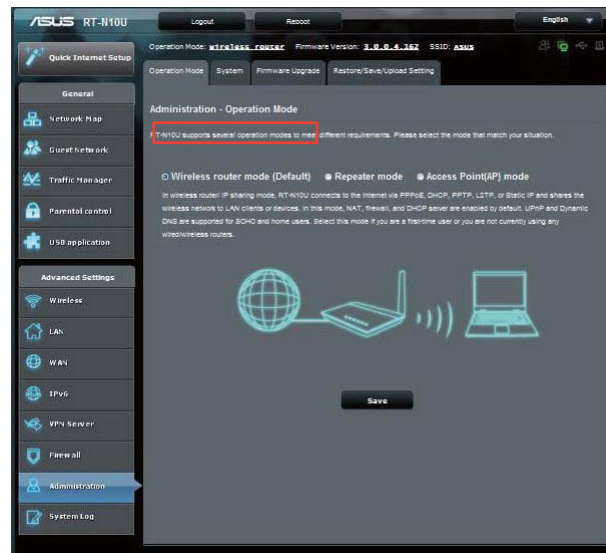 ASUS RT-N10U
Logout
Reboot
English
Quick Internet Setup
Operation Mode: wireless router Firmware Version: 3.0.0.4.162 SSID: ASUS
Operation Mode
System
Firmware Upgrade
Restore/Save/Upload Setting
General
Network Map
Guest Network
Traffic Manager
Parental control
USB application
Advanced Settings
Wireless
LAN
WAN
IPv6
VPN Server
Firewall
Administration
System Log
Administration - Operation Mode
RT-N10U supports several operation modes to meet different requirements. Please select the mode that match your situation.
Wireless router mode (Default)
Repeater mode
Access Point(AP) mode
In wireless router/ IP sharing mode, RT-N10U connects to the Internet via PPPoE, DHCP, PPTP, L2TP, or Static IP and shares the
wireless network to LAN clients or devices. In this mode, NAT, firewall, and DHCP server are enabled by default. UPnP and Dynamic
DNS are supported for SOHO and home users. Select this mode if you are a first-time user or you are not currently using any
wired/wireless routers.
Save